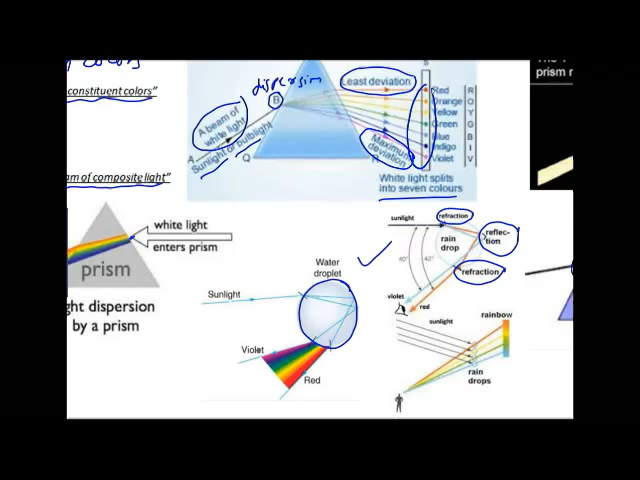 colors
constituent colors"
am of composite light"
dispersion
A beam of
white light
Sunlight or bulblight
A
B
Q
R
S
Least deviation
Maximum
deviation
Red
Orange
Yellow
Green
Blue
Indigo
Violet
R
O
Y
G
B
I
V
White light splits
into seven colours
prism
white light
enters prism
ght dispersion
by a prism
Water
droplet
Sunlight
Violet
Red
sunlight
refraction
reflec-
tion
rain
drop
refraction
40°
42°
violet
red
rainbow
sunlight
rain
drops
prism